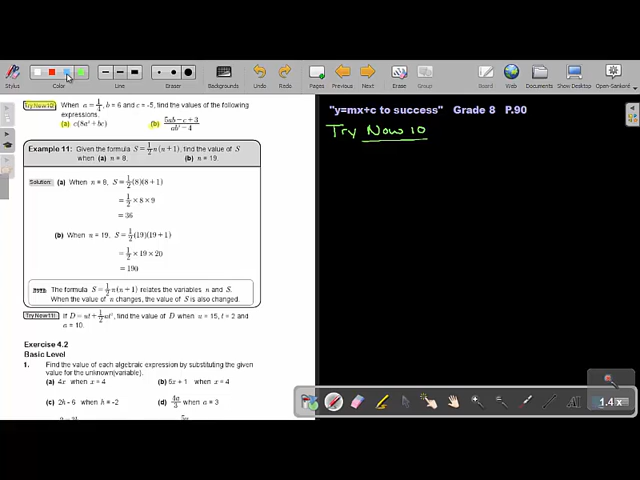 Stylus
Color
Line
Eraser
Backgrounds
Undo
Redo
Previous
Next
Erase
Web
Documents
Show Desktop
Open-Sankoré
Try Now 10: When a = 1/4, b = 6 and c = -5, find the values of the following
expressions.
(a) c(8a² + bc) (b) (5ab − c + 3)/(ab² − 4)
Example 11: Given the formula S = 1/2 n(n + 1), find the value of S
when (a) n = 8, (b) n = 19.
Solution: (a) When n = 8, S = 1/2 (8)(8 + 1)
= 1/2 × 8 × 9
= 36
(b) When n = 19, S = 1/2 (19)(19 + 1)
= 1/2 × 19 × 20
= 190
Note: The formula S = 1/2 n(n + 1) relates the variables n and S.
When the value of n changes, the value of S is also changed.
Try Now 11: If D = ut + 1/2 at², find the value of D when u = 15, t = 2 and
a = 10.
Exercise 4.2
Basic Level
1. Find the value of each algebraic expression by substituting the given
value for the unknown(variable).
(a) 4x when x = 4 (b) 5x + 1 when x = 4
(c) 2h - 6 when h = -2 (d) 4a/3 when a = 3
"y=mx+c to success" Grade 8 P.90
Try Now 10
1.4 x